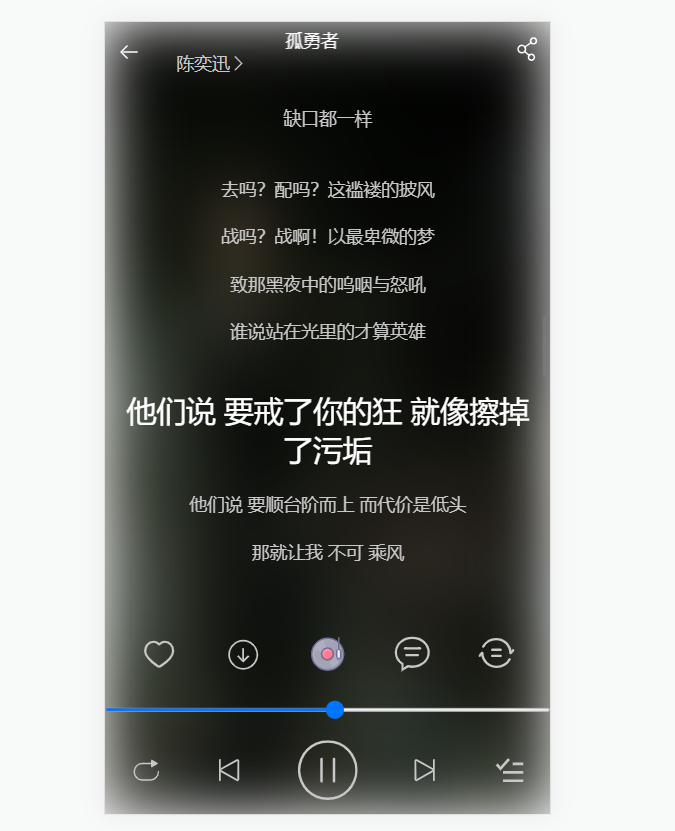 孤勇者
陈奕迅
缺口都一样
去吗？配吗？这褴褛的披风
战吗？战啊！以最卑微的梦
致那黑夜中的呜咽与怒吼
谁说站在光里的才算英雄
他们说 要戒了你的狂 就像擦掉
了污垢
他们说 要顺台阶而上 而代价是低头
那就让我 不可 乘风